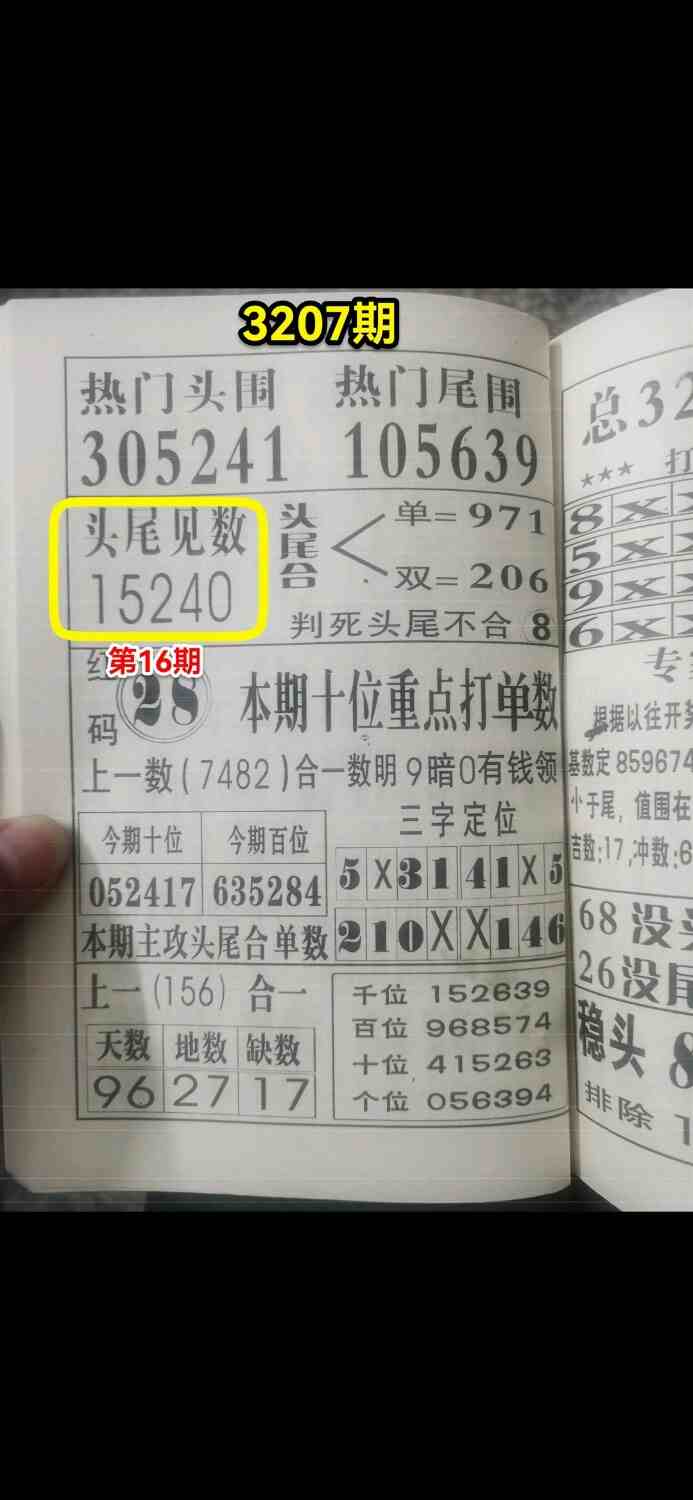 3207期
热门头围 热门尾围
305241 105639
头尾见数
15240
头尾合
单=971
双=206
判死头尾不合8
第16期
红码 28 本期十位重点打单数
上一数(7482)合一数明9暗0有钱领
今期十位 今期百位
052417 635284
三字定位
5X3141X5
210XX146
本期主攻头尾合单数
上一(156)合一
天数 地数 缺数
96 27 17
千位 152639
百位 968574
十位 415263
个位 056394
总32
★★★ 打
8XX
5XX
9XX
6XX
根据以往开奖
基数定859674
小于尾,值围在
吉数:17,冲数:6
68没头
26没尾
稳头 8
排除 1